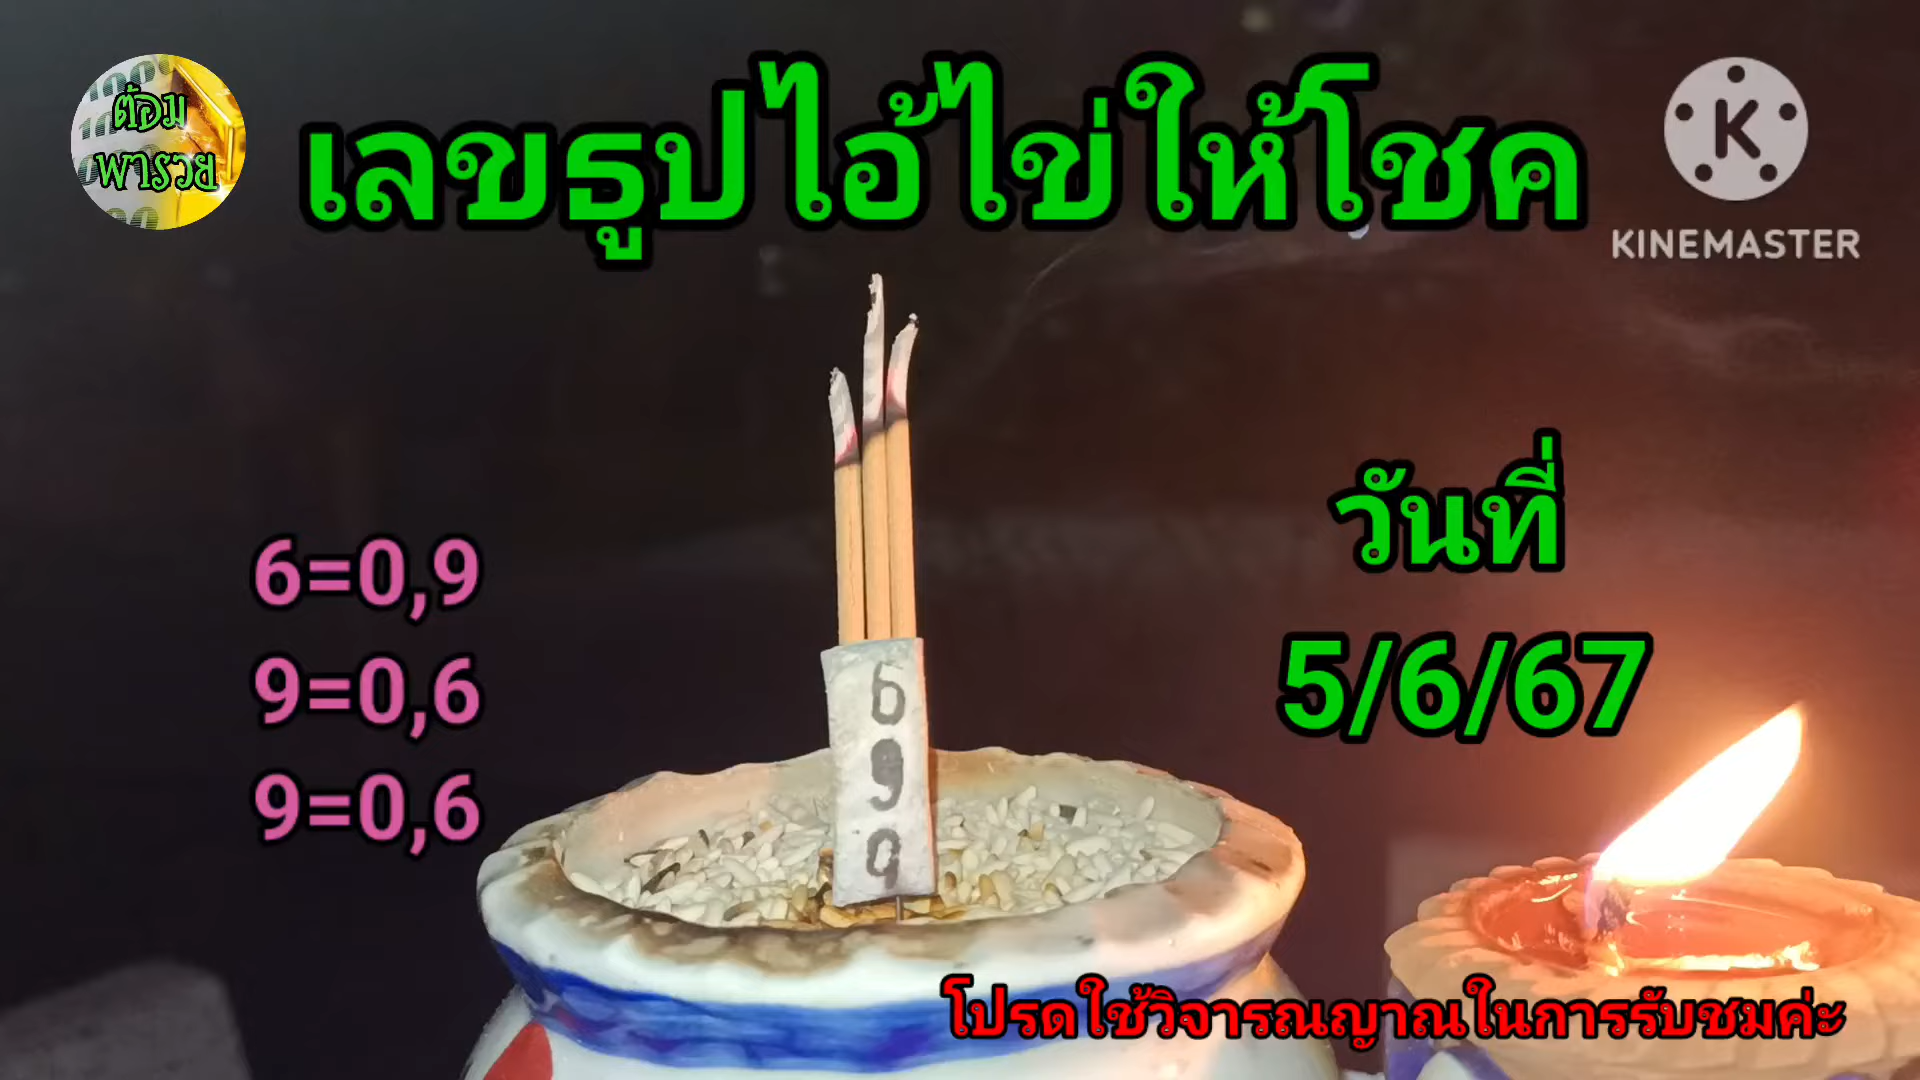 ต้อม
พารวย
เลขธูปไอ้ไข่ให้โชค
K
KINEMASTER
6=0,9
9=0,6
9=0,6
วันที่
5/6/67
6
9
9
โปรดใช้วิจารณญาณในการรับชมค่ะ